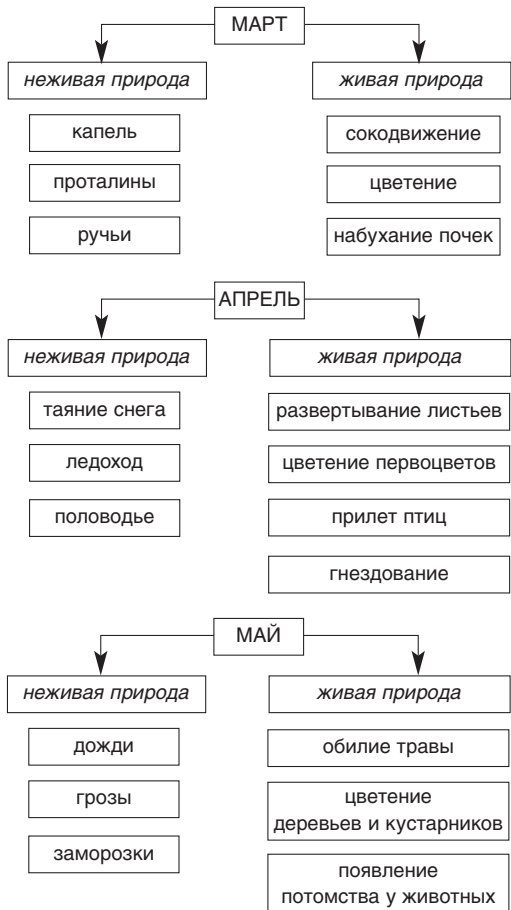 МАРТ
неживая природа
живая природа
капель
проталины
ручьи
сокодвижение
цветение
набухание почек
АПРЕЛЬ
неживая природа
живая природа
таяние снега
ледоход
половодье
развертывание листьев
цветение первоцветов
прилет птиц
гнездование
МАЙ
неживая природа
живая природа
дожди
грозы
заморозки
обилие травы
цветение
деревьев и кустарников
появление
потомства у животных